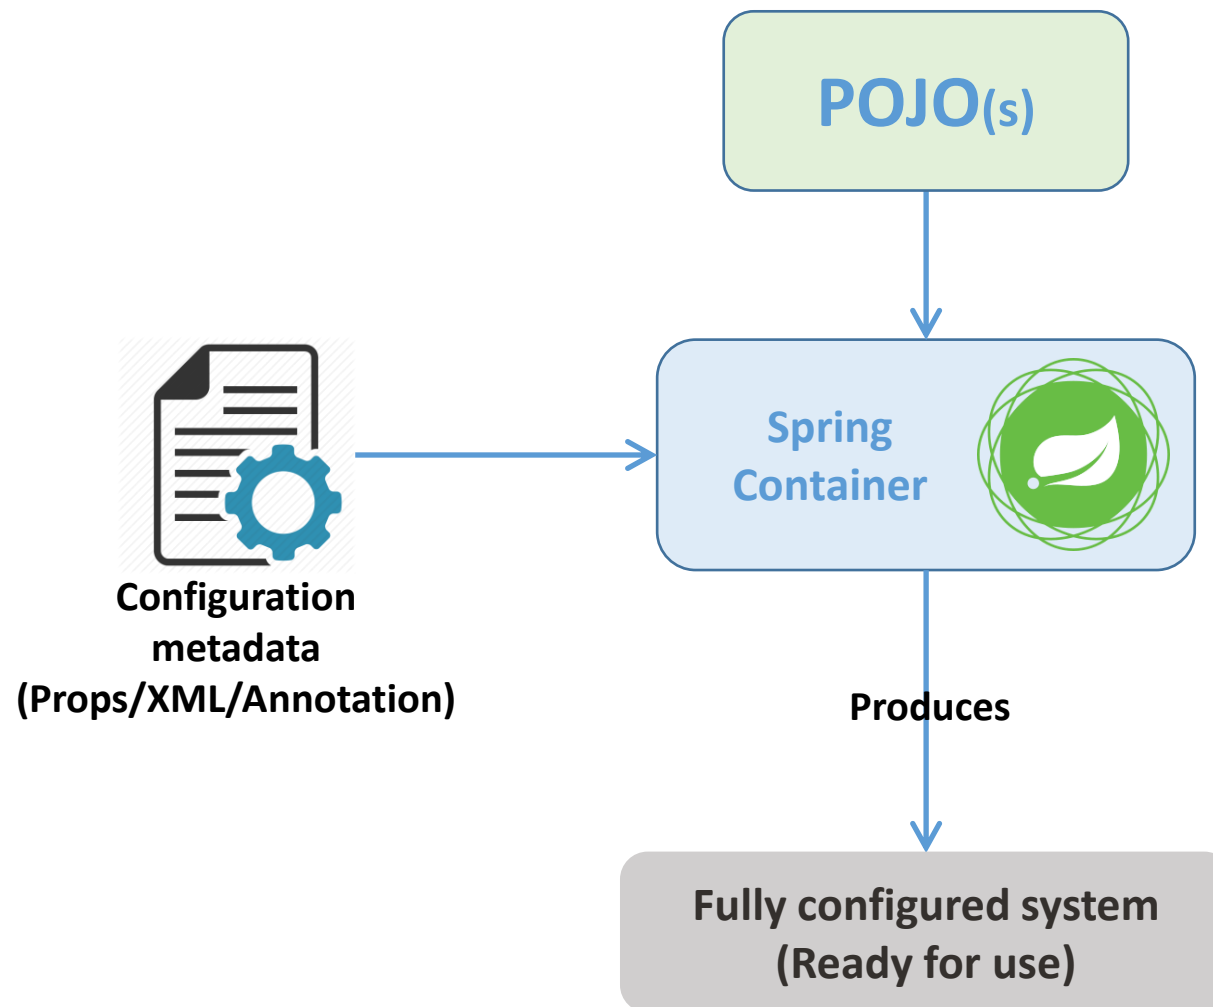 POJO(s)
Spring
Container
Configuration
metadata
(Props/XML/Annotation)
Produces
Fully configured system
(Ready for use)